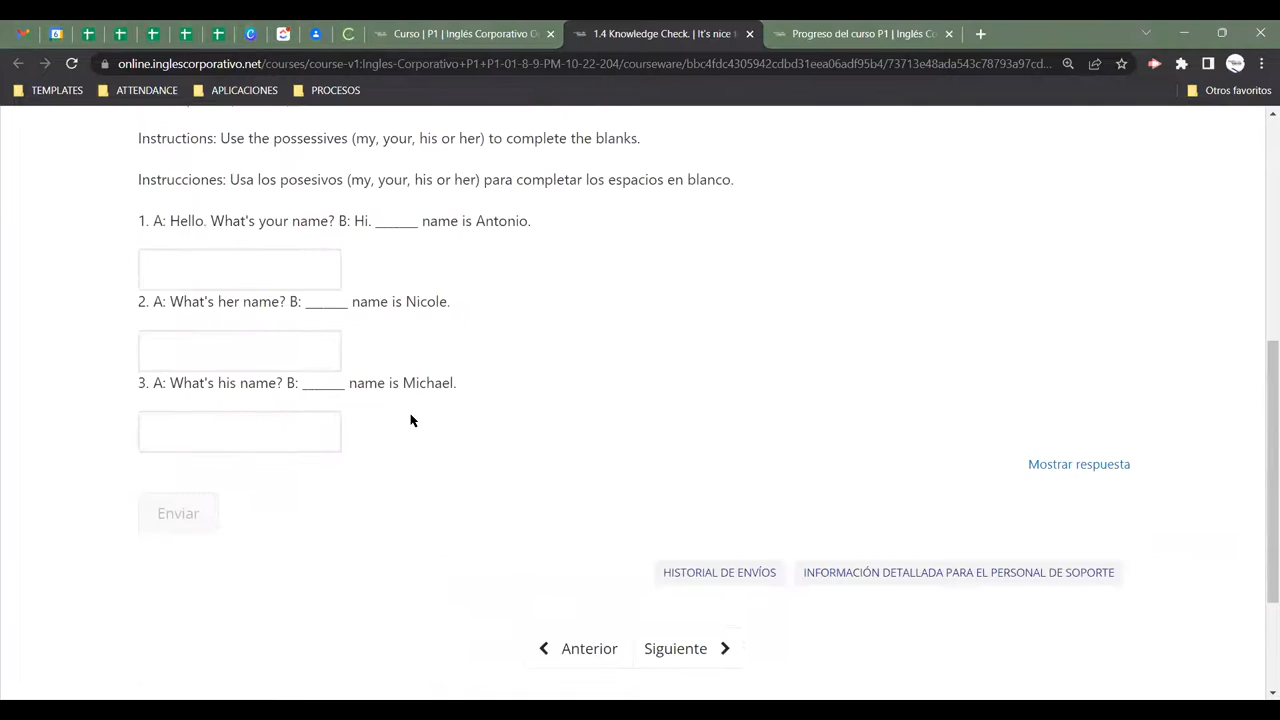 Curso | P1 | Inglés Corporativo O
1.4 Knowledge Check. | It's nice t
Progreso del curso P1 | Inglés Co
online.inglescorporativo.net/courses/course-v1:Ingles-Corporativo+P1+P1-01-8-9-PM-10-22-204/courseware/bbc4fdc4305942cdbd31eea06adf95b4/73713e48ada543c78793a97cd...
TEMPLATES
ATTENDANCE
APLICACIONES
PROCESOS
Otros favoritos
Instructions: Use the possessives (my, your, his or her) to complete the blanks.
Instrucciones: Usa los posesivos (my, your, his or her) para completar los espacios en blanco.
1. A: Hello. What's your name? B: Hi. _______ name is Antonio.
2. A: What's her name? B: _______ name is Nicole.
3. A: What's his name? B: _______ name is Michael.
Mostrar respuesta
Enviar
HISTORIAL DE ENVÍOS
INFORMACIÓN DETALLADA PARA EL PERSONAL DE SOPORTE
Anterior
Siguiente